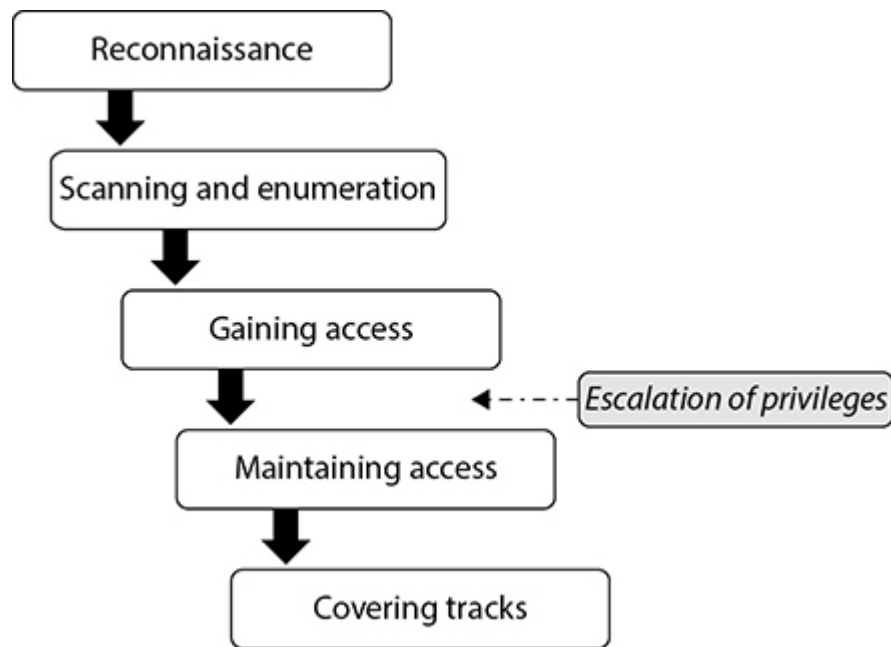 Reconnaissance
Scanning and enumeration
Gaining access
Escalation of privileges
Maintaining access
Covering tracks